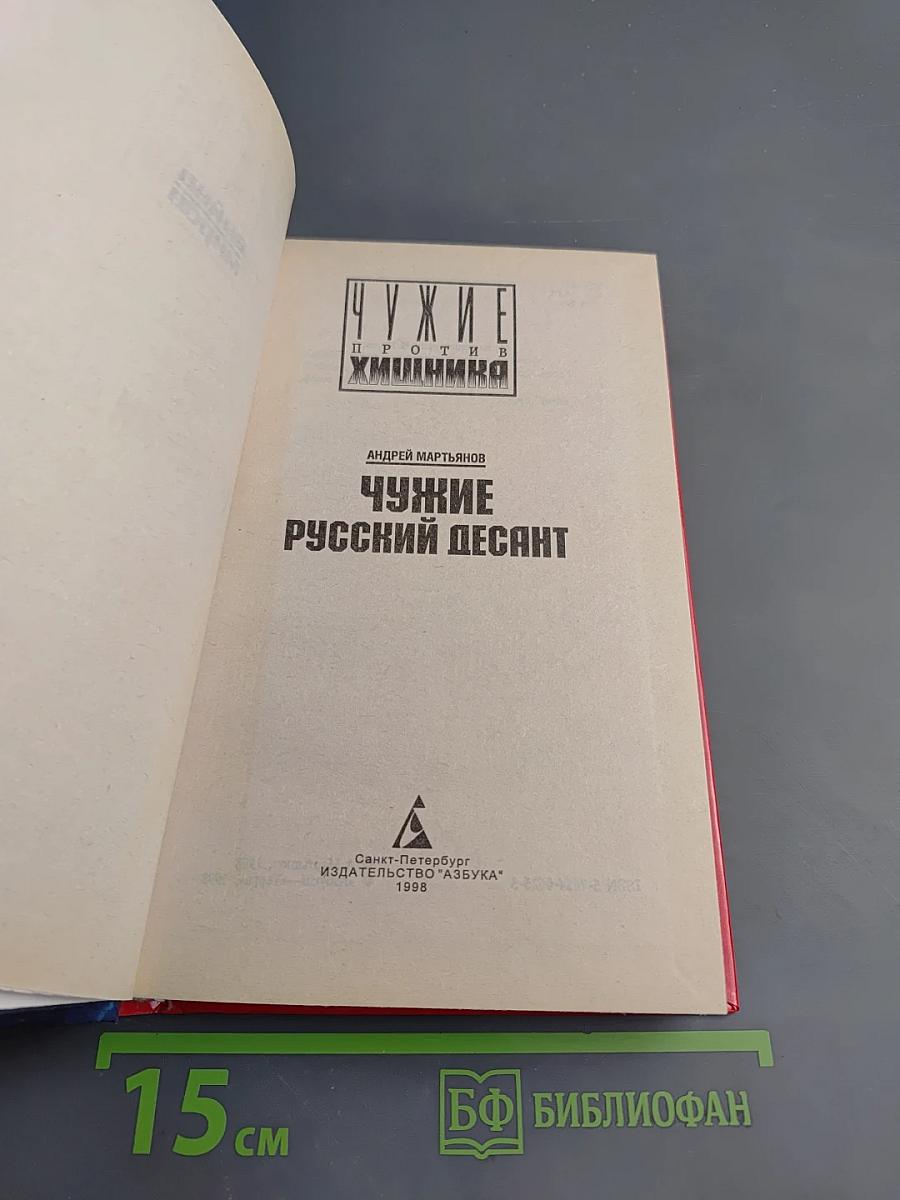 ЧУЖИЕ
ПРОТИВ
ХИЩНИКА
АНДРЕЙ МАРТЬЯНОВ
ЧУЖИЕ
РУССКИЙ ДЕСАНТ
Санкт-Петербург
ИЗДАТЕЛЬСТВО "АЗБУКА"
1998
15 см
БФ БИБЛИОФАН